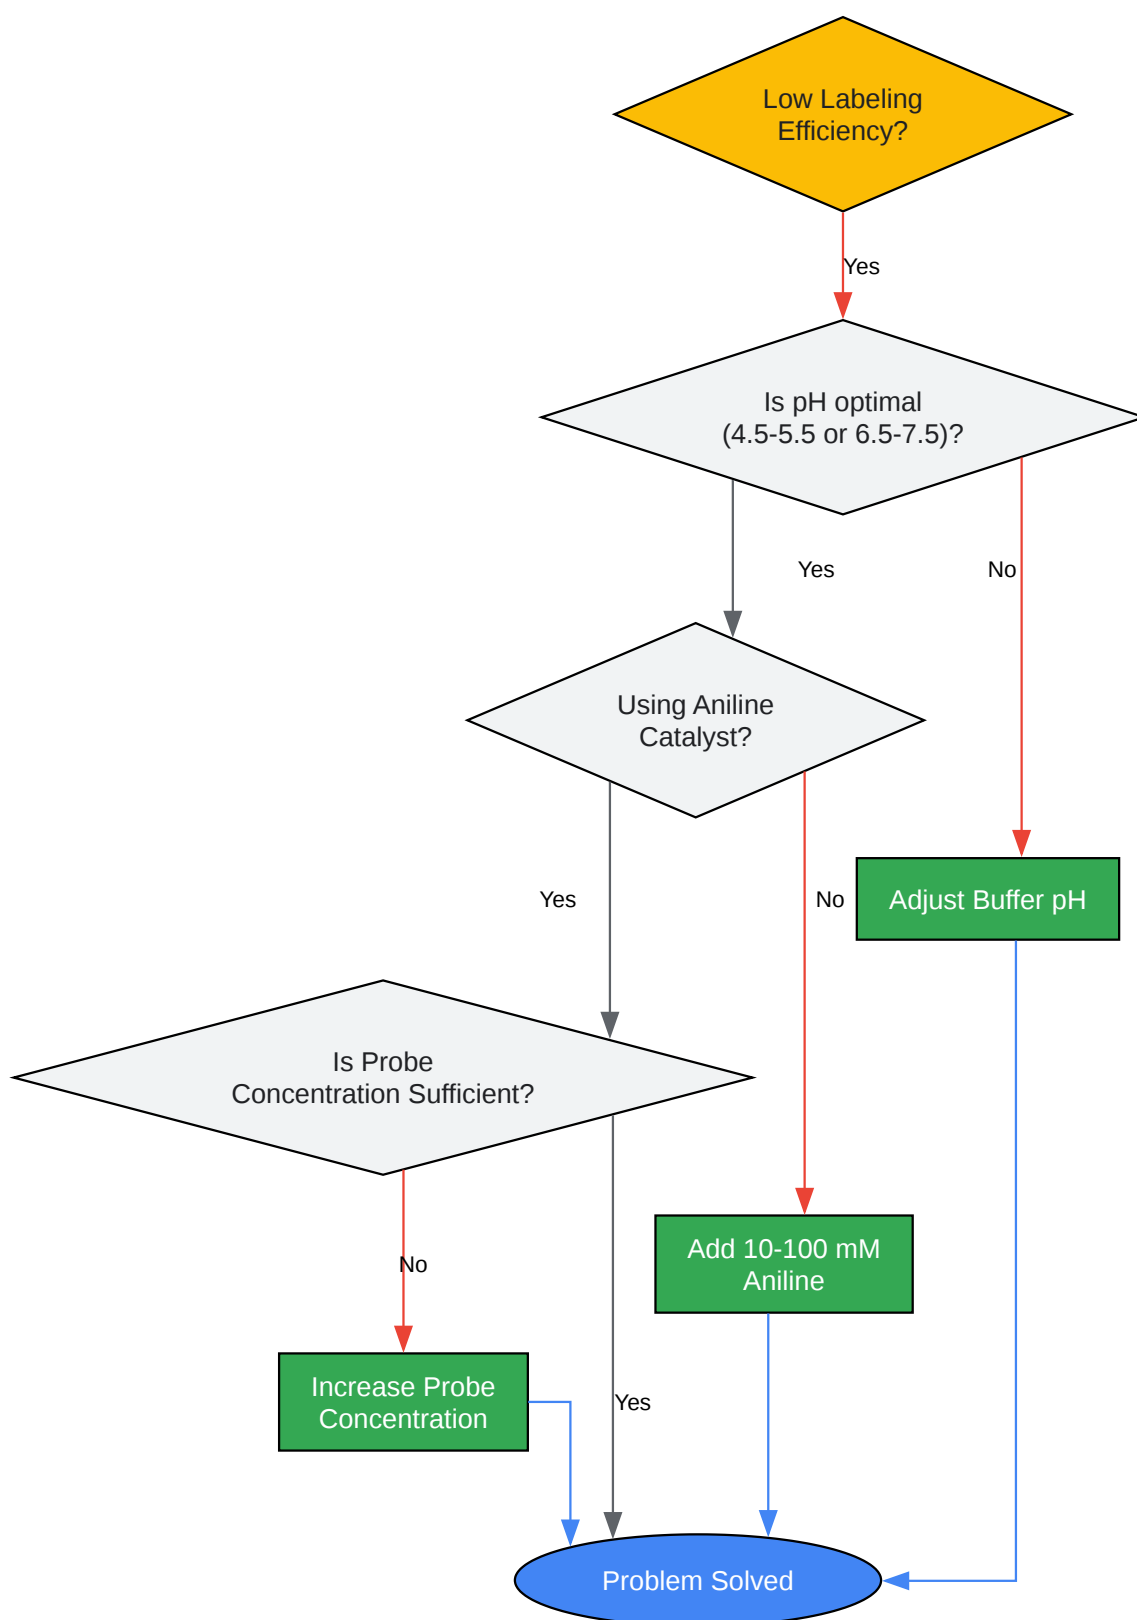 Low Labeling
Efficiency?
Yes
Is pH optimal
(4.5-5.5 or 6.5-7.5)?
Yes
No
Using Aniline
Catalyst?
Yes
No
Adjust Buffer pH
Is Probe
Concentration Sufficient?
No
Add 10-100 mM
Aniline
Increase Probe
Concentration
Yes
Problem Solved